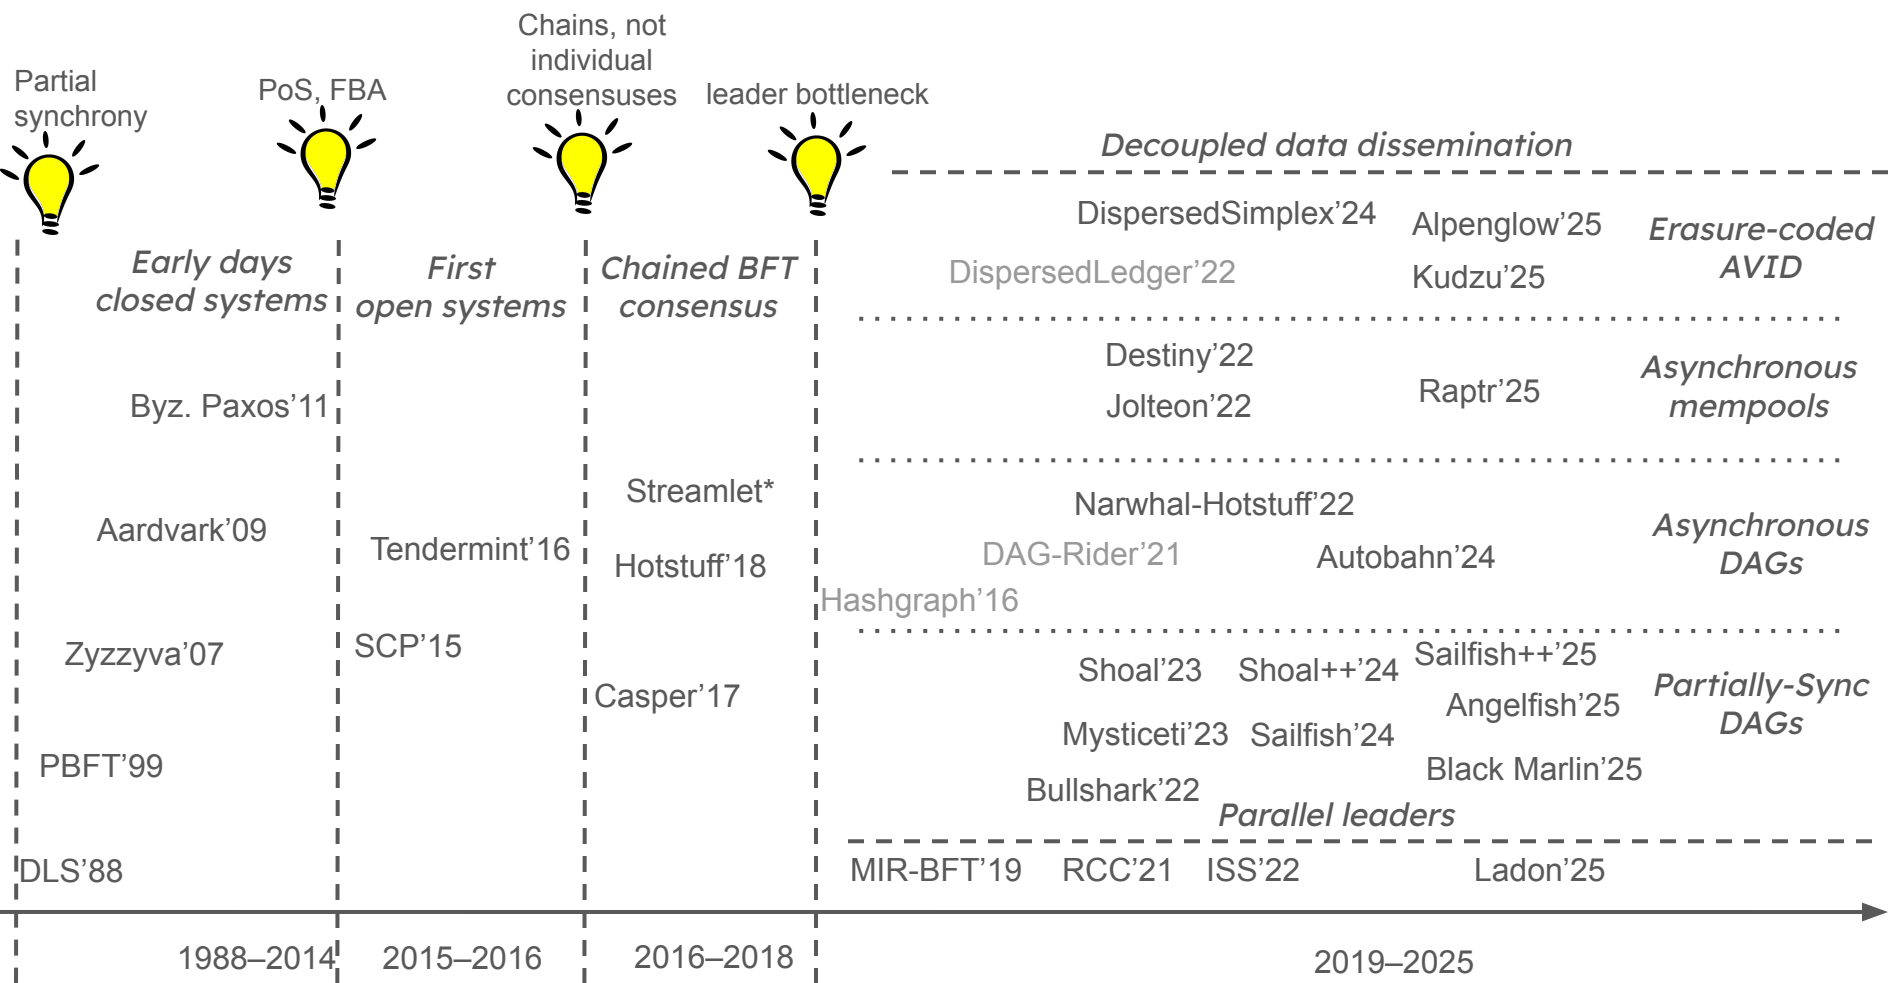 Partial
synchrony
PoS, FBA
Chains, not
individual
consensuses
leader bottleneck
Early days
closed systems
First
open systems
Chained BFT
consensus
Decoupled data dissemination
DispersedSimplex’24
Alpenglow’25
DispersedLedger’22
Kudzu’25
Erasure-coded
AVID
Destiny’22
Jolteon’22
Raptr’25
Asynchronous
mempools
Narwhal-Hotstuff’22
DAG-Rider’21
Autobahn’24
Hashgraph’16
Asynchronous
DAGs
Shoal’23
Shoal++’24
Sailfish++’25
Angelfish’25
Mysticeti’23
Sailfish’24
Black Marlin’25
Bullshark’22
Partially-Sync
DAGs
Parallel leaders
MIR-BFT’19
RCC’21
ISS’22
Ladon’25
Byz. Paxos’11
Aardvark’09
Zyzzyva’07
PBFT’99
DLS’88
Tendermint’16
SCP’15
Streamlet*
Hotstuff’18
Casper’17
1988–2014
2015–2016
2016–2018
2019–2025